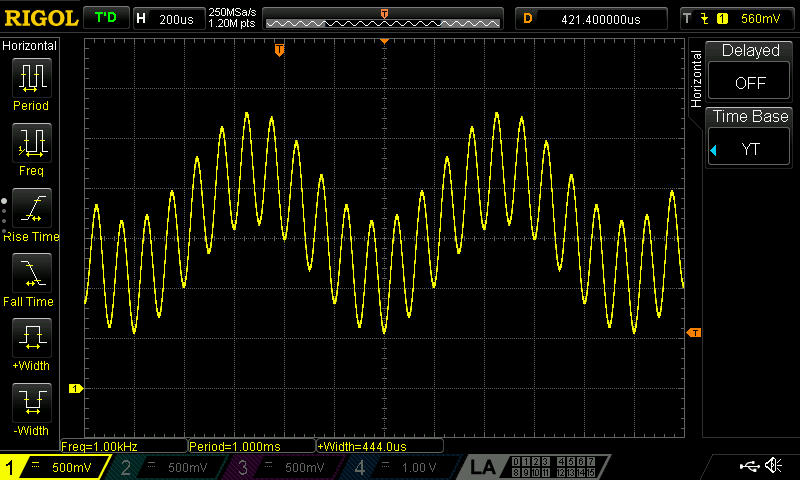 RIGOL T'D H 200us 250MSa/s 1.20M pts T D 421.400000us T 1 560mV
Horizontal
Period
Freq
Rise Time
Fall Time
+Width
-Width
T
T
1
Horizontal
Delayed
OFF
Time Base
YT
Freq=1.00kHz Period=1.000ms +Width=444.0us
1 500mV 2 500mV 3 500mV 4 1.00 V LA 0 1 2 3 4 5 6 7
8 9 10 11 12 13 14 15